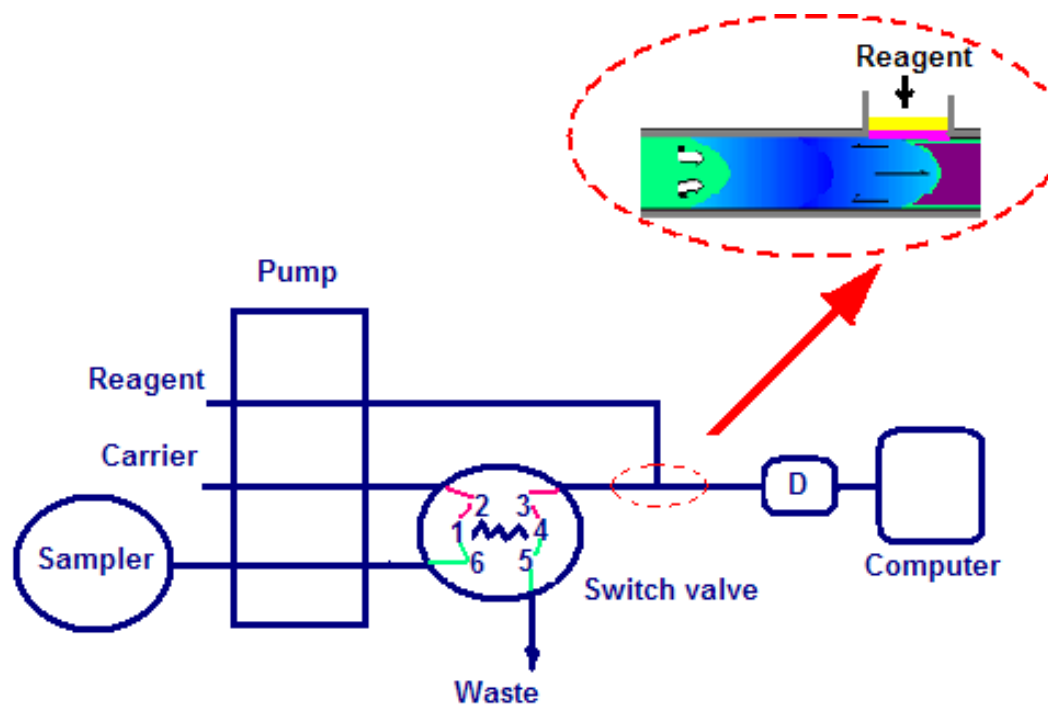 Reagent
Pump
Reagent
Carrier
Sampler
2 3
1 4
6 5
D
Switch valve
Computer
Waste